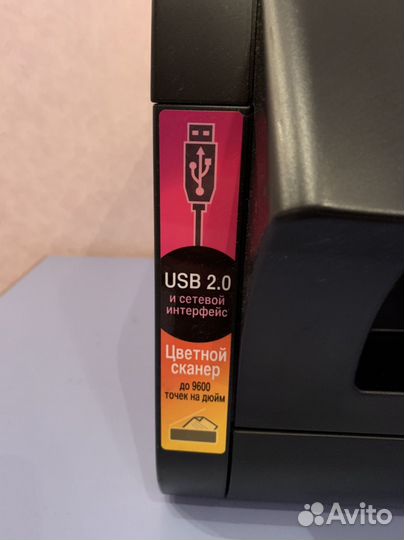 USB 2.0
и сетевой
интерфейс
Цветной
сканер
до 9600
точек на дюйм
Avito